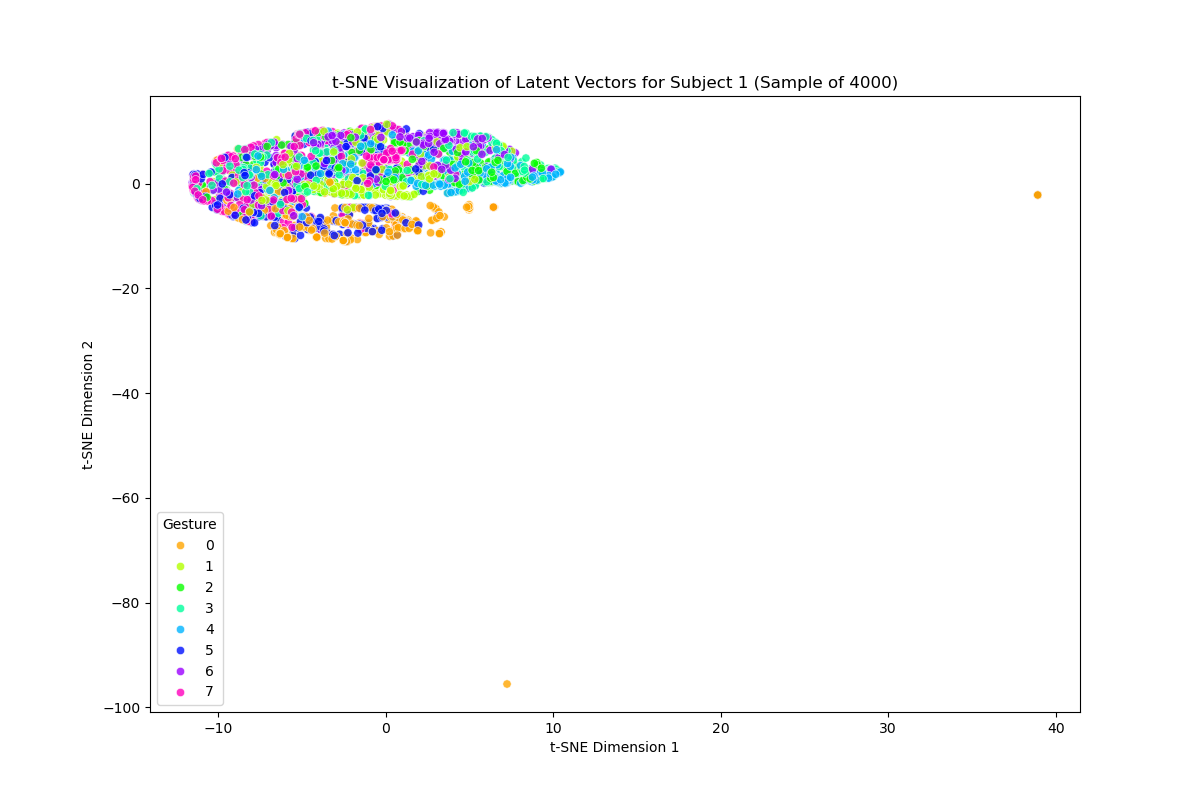 t-SNE Visualization of Latent Vectors for Subject 1 (Sample of 4000)
t-SNE Dimension 2
0
−20
−40
−60
−80
−100
Gesture
0
1
2
3
4
5
6
7
−10 0 10 20 30 40
t-SNE Dimension 1